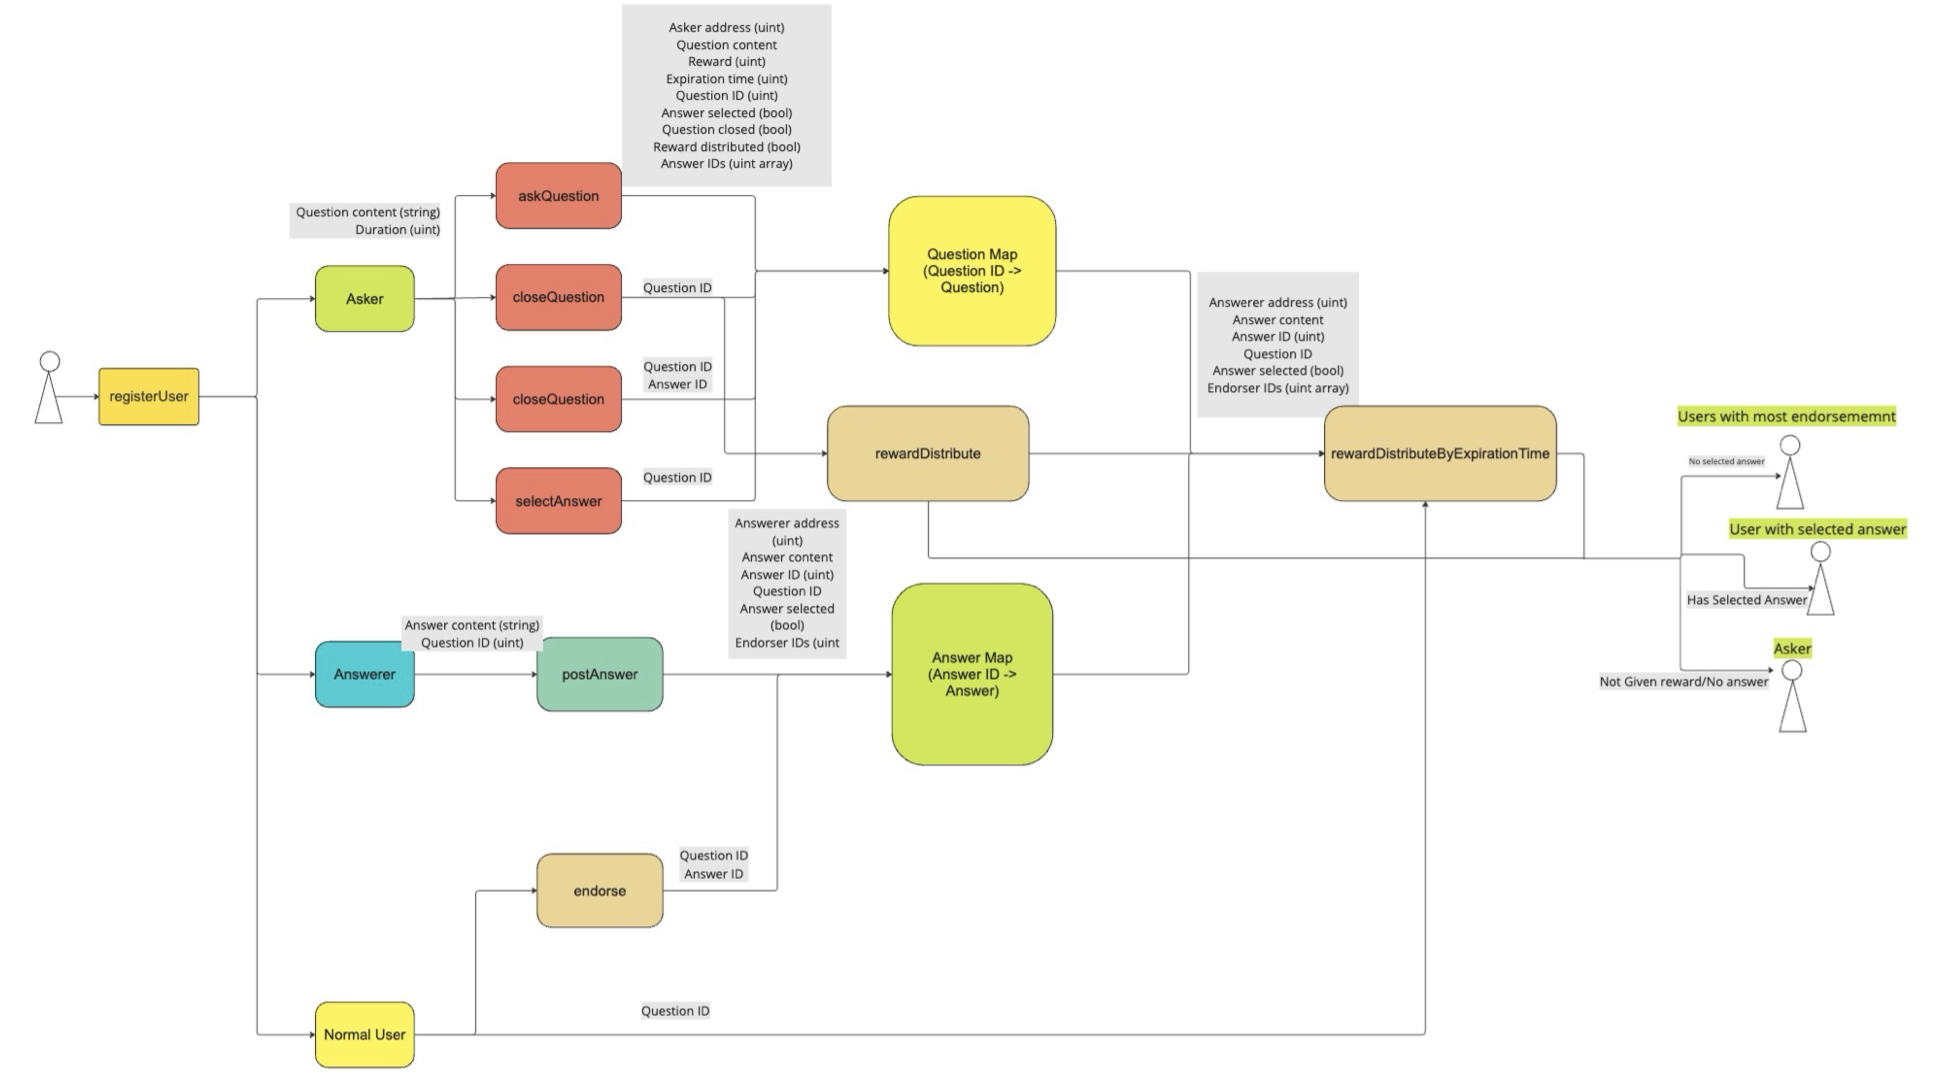 Asker address (uint)
Question content
Reward (uint)
Expiration time (uint)
Question ID (uint)
Answer selected (bool)
Question closed (bool)
Reward distributed (bool)
Answer IDs (uint array)
askQuestion
Question content (string)
Duration (uint)
Asker
closeQuestion
Question ID
closeQuestion
Question ID
Answer ID
selectAnswer
Question ID
registerUser
Question Map
(Question ID ->
Question)
Answerer address (uint)
Answer content
Answer ID (uint)
Question ID
Answer selected (bool)
Endorser IDs (uint array)
rewardDistribute
rewardDistributeByExpirationTime
Users with most endorsememnt
No selected answer
User with selected answer
Has Selected Answer
Asker
Not Given reward/No answer
Answerer address
(uint)
Answer content
Answer ID (uint)
Question ID
Answer selected
(bool)
Endorser IDs (uint
Answer content (string)
Question ID (uint)
Answerer
postAnswer
Answer Map
(Answer ID ->
Answer)
endorse
Question ID
Answer ID
Normal User
Question ID